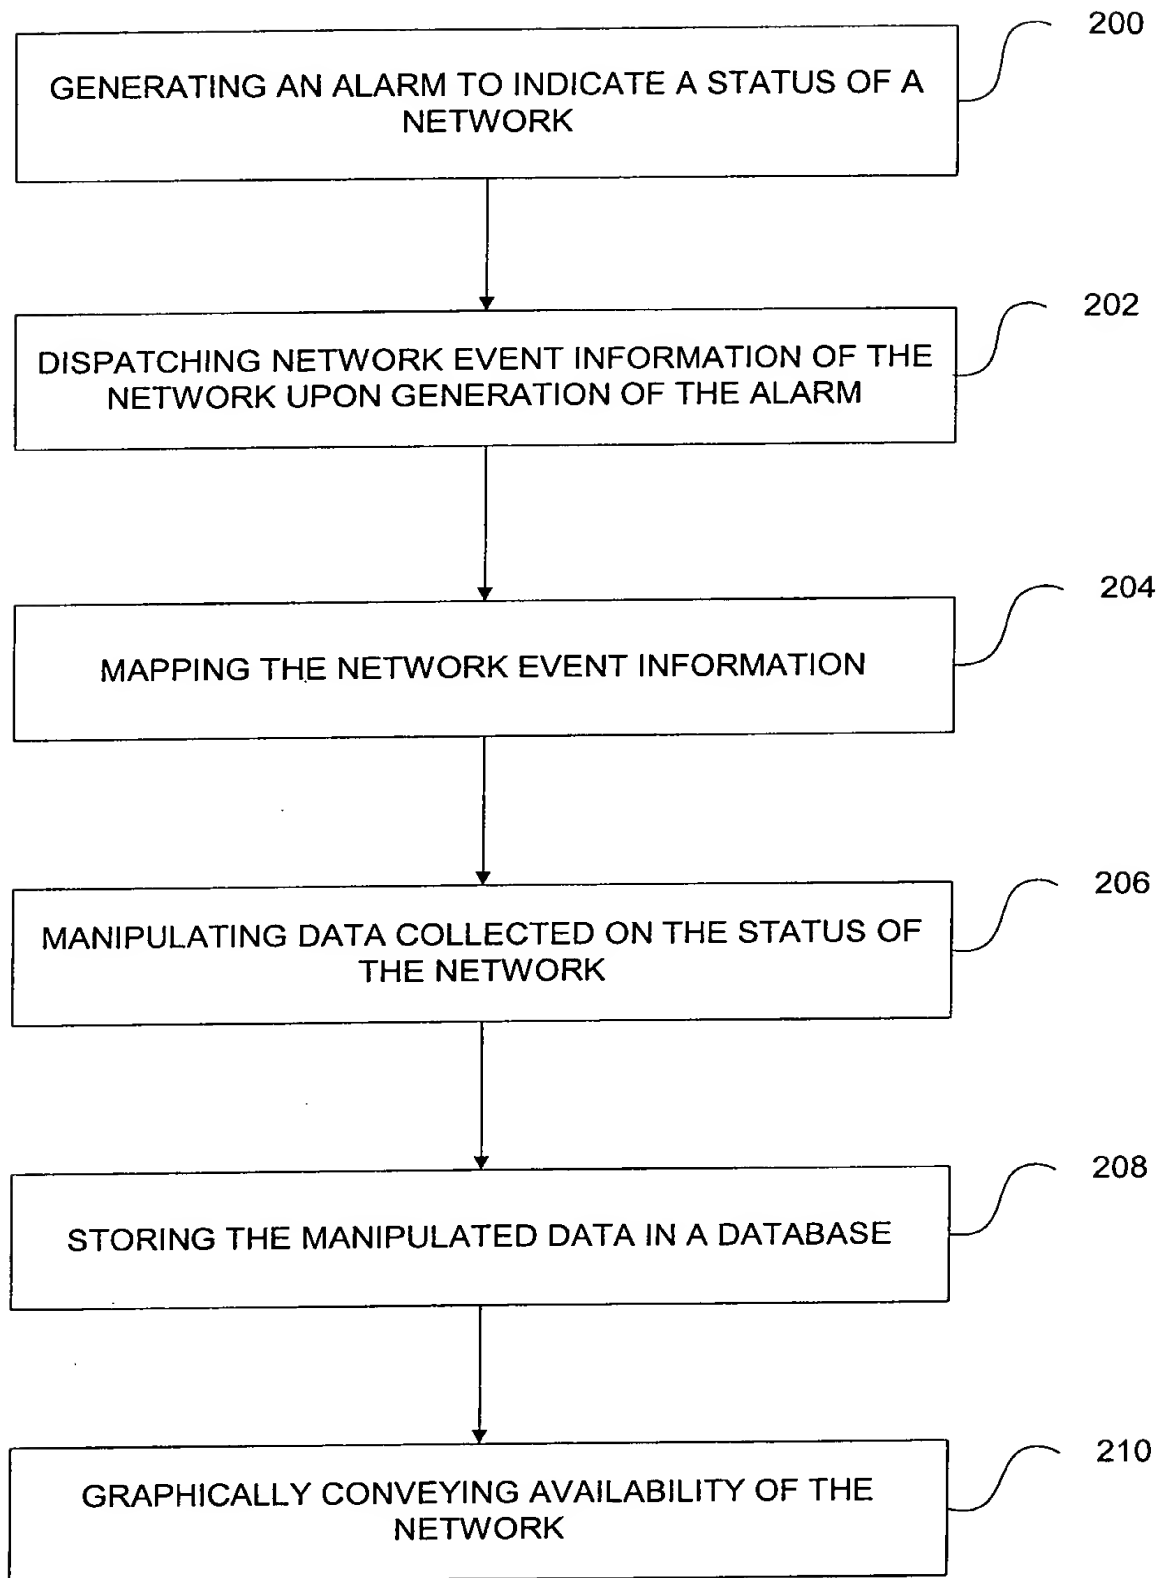 200
GENERATING AN ALARM TO INDICATE A STATUS OF A
NETWORK
202
DISPATCHING NETWORK EVENT INFORMATION OF THE
NETWORK UPON GENERATION OF THE ALARM
204
MAPPING THE NETWORK EVENT INFORMATION
206
MANIPULATING DATA COLLECTED ON THE STATUS OF
THE NETWORK
208
STORING THE MANIPULATED DATA IN A DATABASE
210
GRAPHICALLY CONVEYING AVAILABILITY OF THE
NETWORK